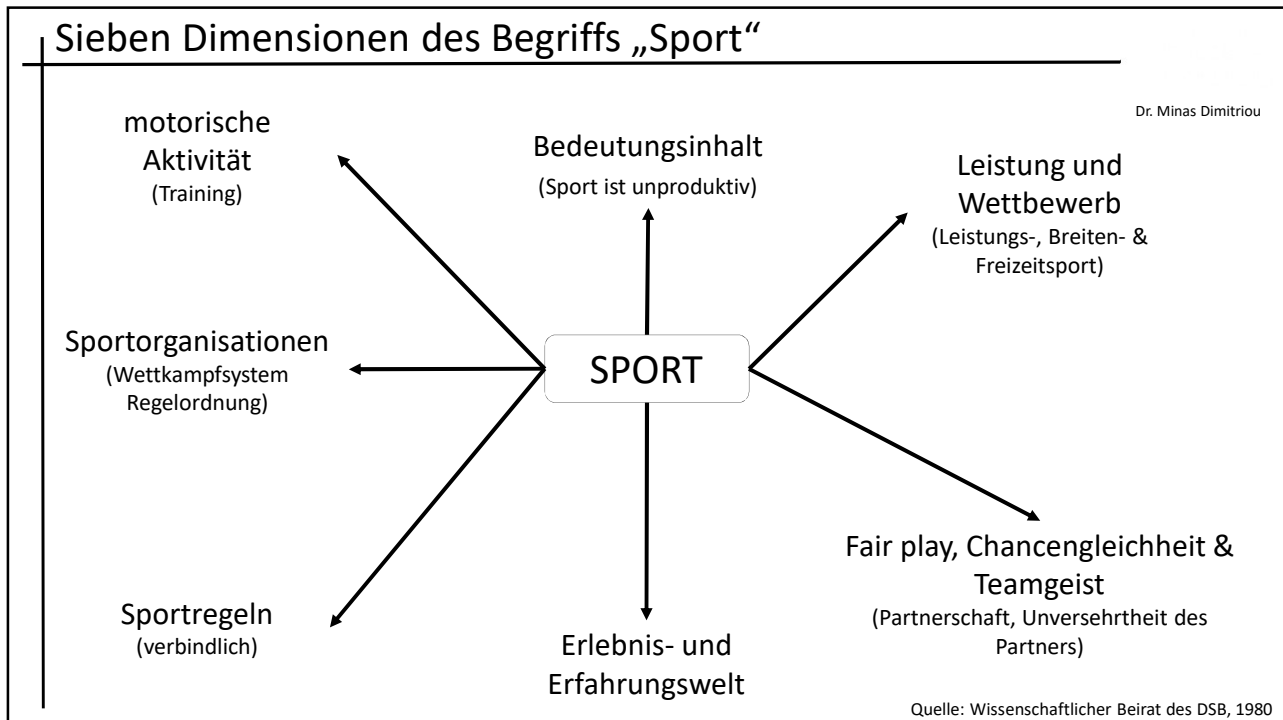 Sieben Dimensionen des Begriffs „Sport“
Dr. Minas Dimitriou
motorische
Aktivität
(Training)
Bedeutungsinhalt
(Sport ist unproduktiv)
Leistung und
Wettbewerb
(Leistungs-, Breiten- &
Freizeitsport)
Sportorganisationen
(Wettkampfsystem
Regelordnung)
SPORT
Sportregeln
(verbindlich)
Erlebnis- und
Erfahrungswelt
Fair play, Chancengleichheit &
Teamgeist
(Partnerschaft, Unversehrtheit des
Partners)
Quelle: Wissenschaftlicher Beirat des DSB, 1980